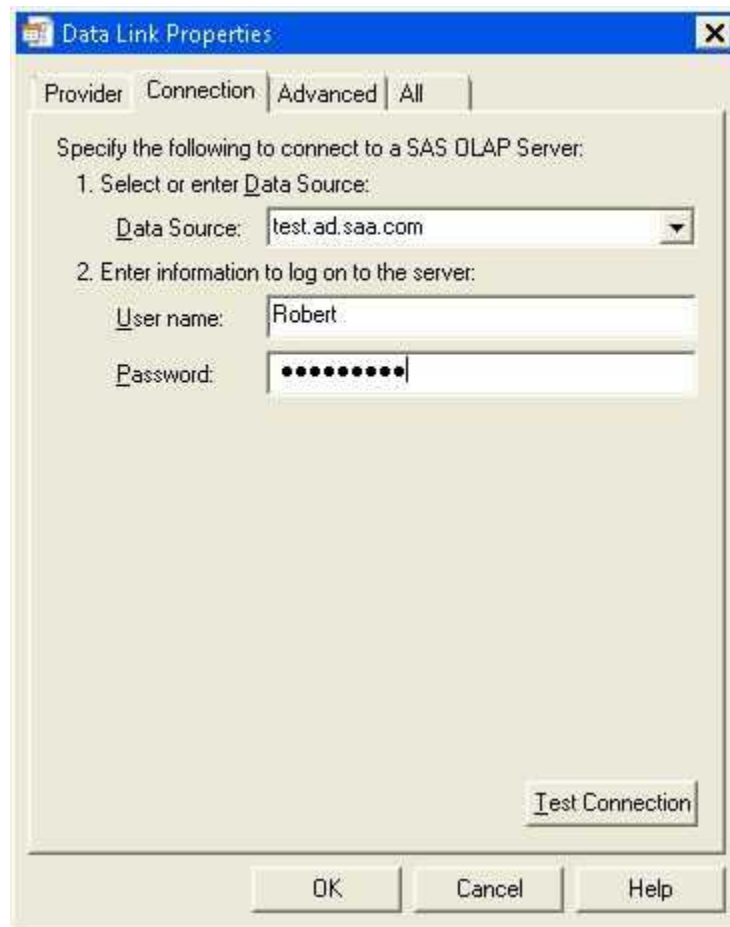 Data Link Properties
Provider Connection Advanced All
Specify the following to connect to a SAS OLAP Server:
1. Select or enter Data Source:
Data Source: test.ad.saa.com
2. Enter information to log on to the server:
User name: Robert
Password: •••••••••
Test Connection
OK Cancel Help